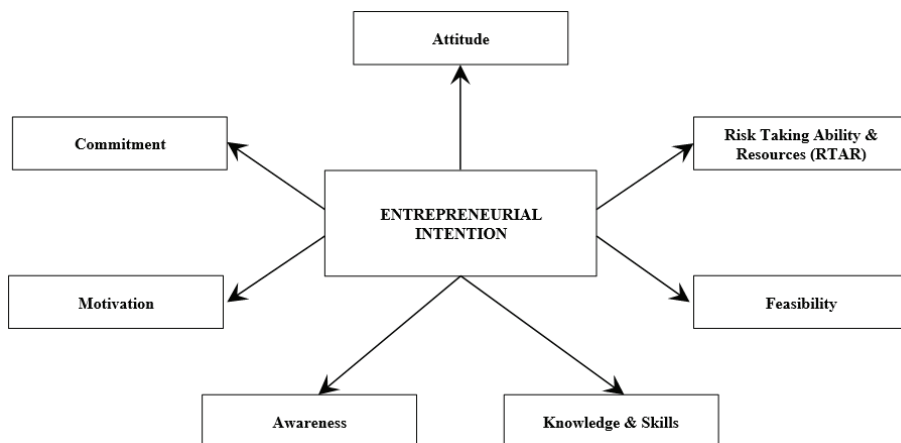 Attitude
Commitment
Risk Taking Ability &
Resources (RTAR)
ENTREPRENEURIAL
INTENTION
Motivation
Feasibility
Awareness
Knowledge & Skills